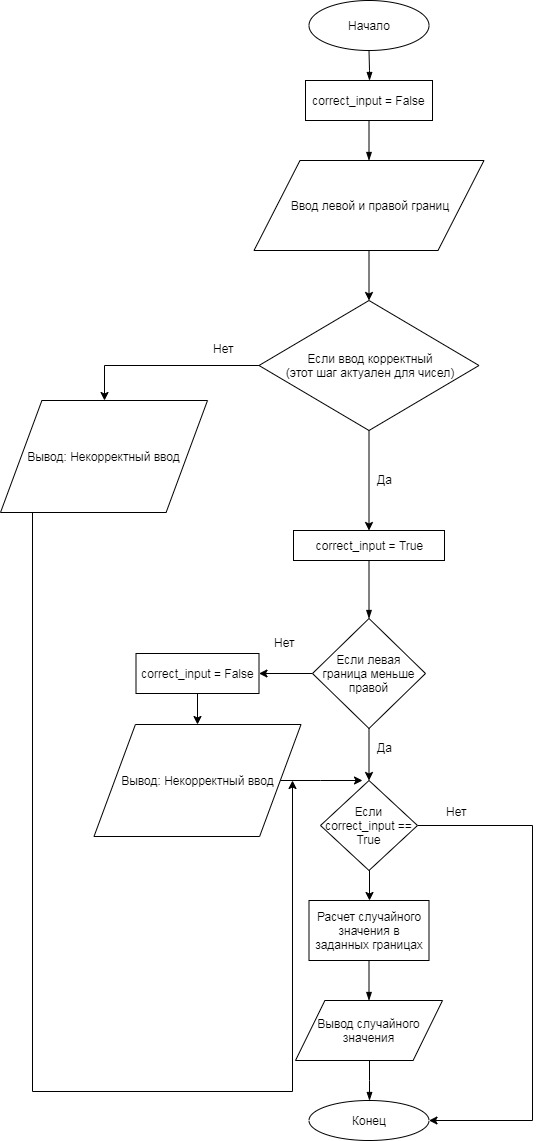 Начало
correct_input = False
Ввод левой и правой границ
Если ввод корректный
(этот шаг актуален для чисел)
Нет
Вывод: Некорректный ввод
Да
correct_input = True
Нет
Если левая
граница меньше
правой
correct_input = False
Да
Вывод: Некорректный ввод
Если
correct_input ==
True
Нет
Расчет случайного
значения в
заданных границах
Вывод случайного
значения
Конец